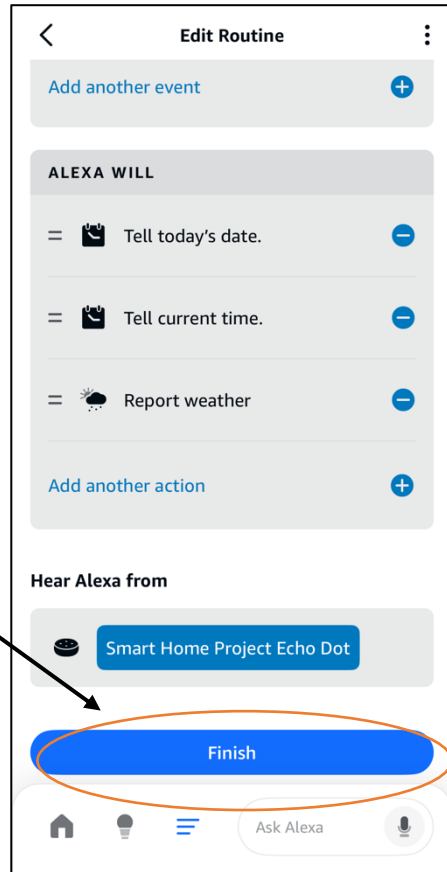 Edit Routine
Add another event
ALEXA WILL
Tell today's date.
Tell current time.
Report weather
Add another action
Hear Alexa from
Smart Home Project Echo Dot
Finish
Ask Alexa